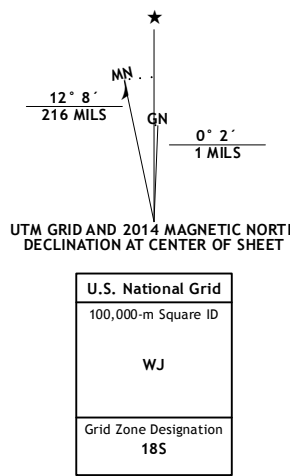 MN
GN
12° 8´
216 MILS
0° 2´
1 MILS
UTM GRID AND 2014 MAGNETIC NORTH
DECLINATION AT CENTER OF SHEET
U.S. National Grid
100,000-m Square ID
WJ
Grid Zone Designation
18S